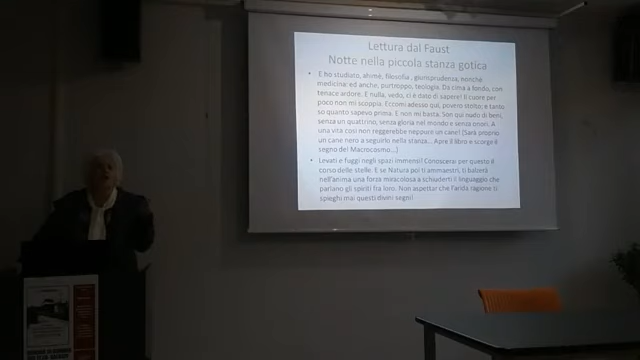 Lettura dal Faust
Notte nella piccola stanza gotica
• E ho studiato, ahimè, filosofia, giurisprudenza, nonché
medicina: ed anche, purtroppo, teologia. Da cima a fondo, con
tenace ardore. E nulla, vedo, ci è dato di sapere! Il cuore per
poco non mi scoppia. Eccomi adesso qui, povero stolto; e tanto
so quanto sapevo prima. E non mi basta. Son qui nudo di beni,
senza un quattrino, senza gloria nel mondo e senza onori. A
una vita così non reggerebbe neppure un cane! (Sarà proprio
un cane nero a seguirlo nella stanza... Apre il libro e scorge il
segno del Macrocosmo...)
• Levati e fuggi negli spazi immensi! Conoscerai per questo il
corso delle stelle. E se Natura poi ti ammaestri, ti balzerà
nell'anima una forza miracolosa a schiuderti il linguaggio che
parlano gli spiriti fra loro. Non aspettar che l'arida ragione ti
spieghi mai questi divini segni!